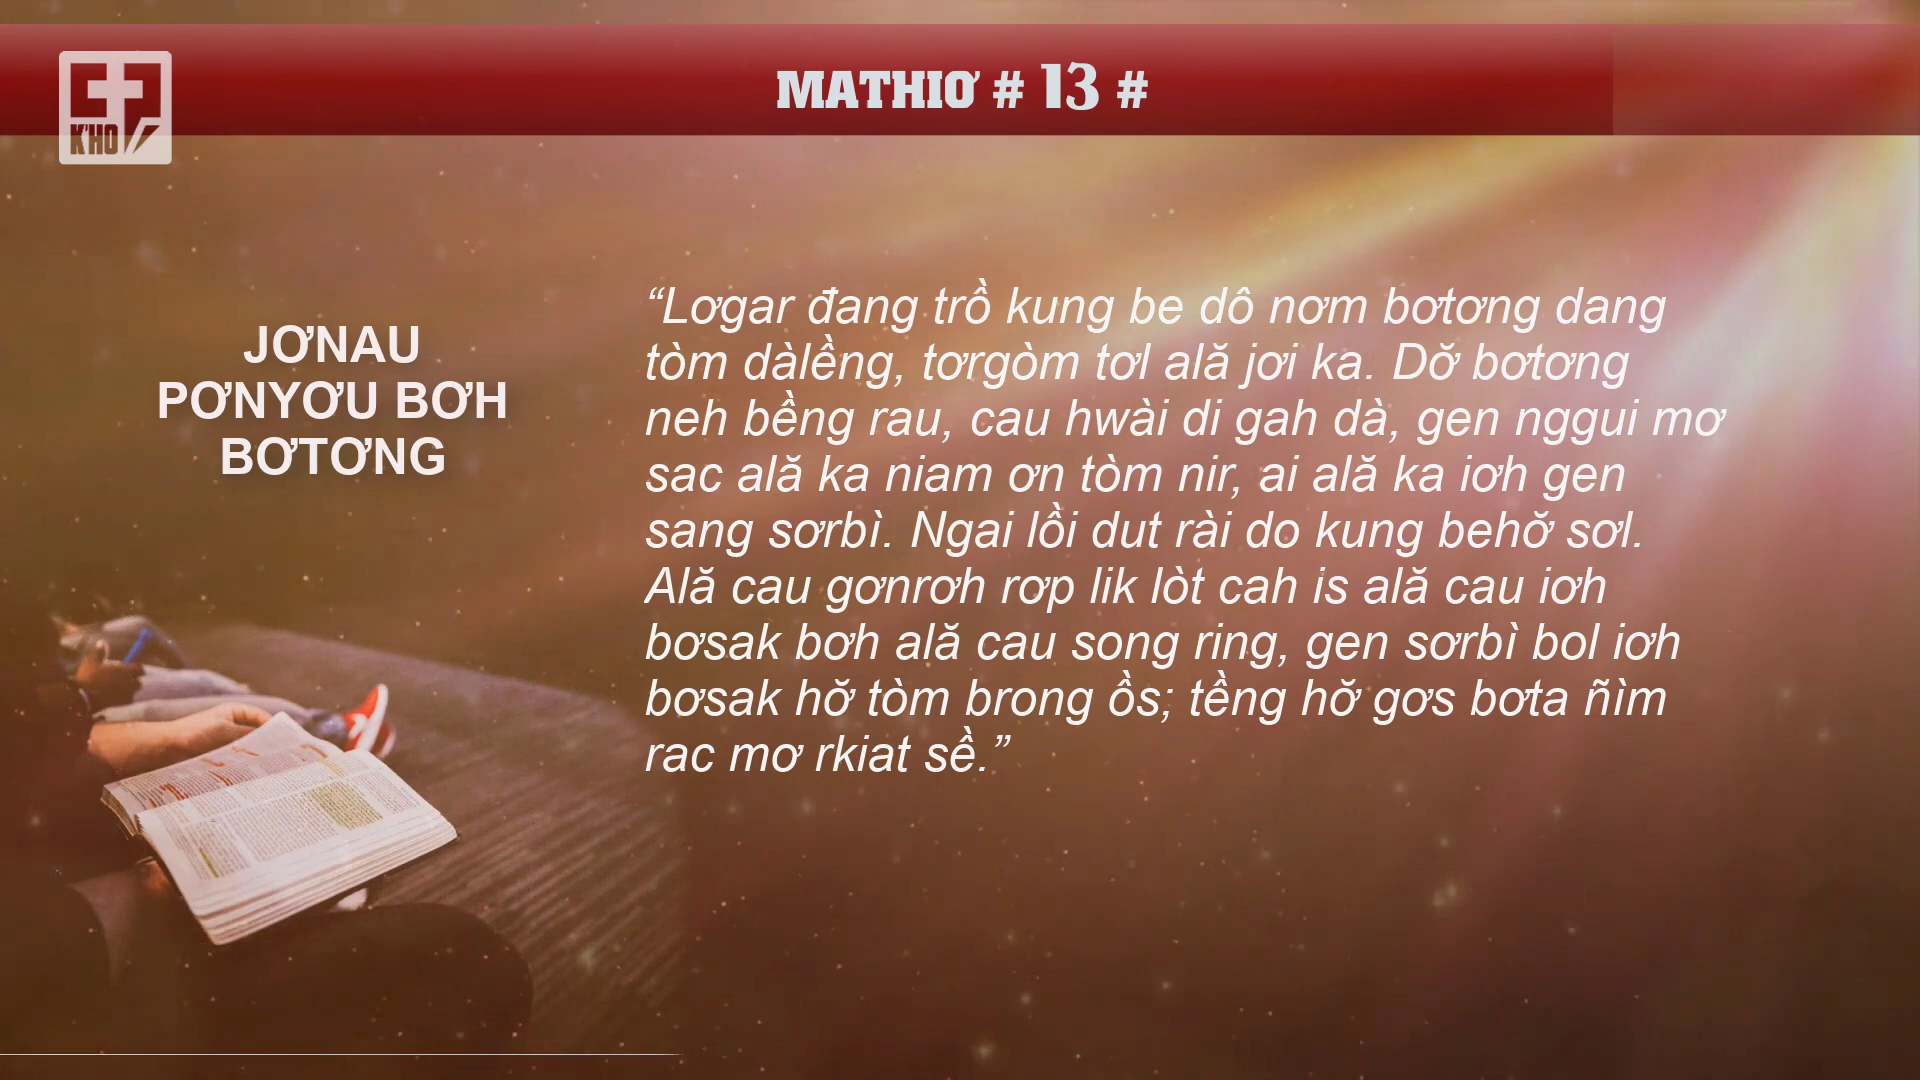 MATHIƠ # 13 #
K'HO
JƠNAU
PƠNYƠU BƠH
BƠTƠNG
“Lơgar đang trồ kung be dô nơm bơtơng dang
tòm dàlềng, tơrgòm tơl ală jơi ka. Dơ̆ bơtơng
neh bềng rau, cau hwài di gah dà, gen nggui mơ
sac ală ka niam ơn tòm nir, ai ală ka iơh gen
sang sơrbì. Ngai lồi dut rài do kung behơ̆ sơl.
Ală cau gơnrơh rơp lik lòt cah is ală cau iơh
bơsak bơh ală cau song ring, gen sơrbì bol iơh
bơsak hơ̆ tòm brong ồs; tềng hơ̆ gơs bơta ñìm
rac mơ rkiat sề.”